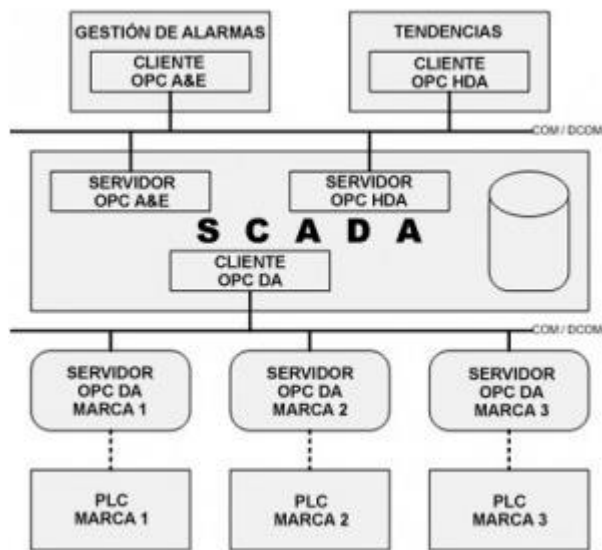 GESTIÓN DE ALARMAS
CLIENTE
OPC A&E
TENDENCIAS
CLIENTE
OPC HDA
COM / DCOM
SERVIDOR
OPC A&E
SERVIDOR
OPC HDA
S C A D A
CLIENTE
OPC DA
COM / DCOM
SERVIDOR
OPC DA
MARCA 1
SERVIDOR
OPC DA
MARCA 2
SERVIDOR
OPC DA
MARCA 3
PLC
MARCA 1
PLC
MARCA 2
PLC
MARCA 3